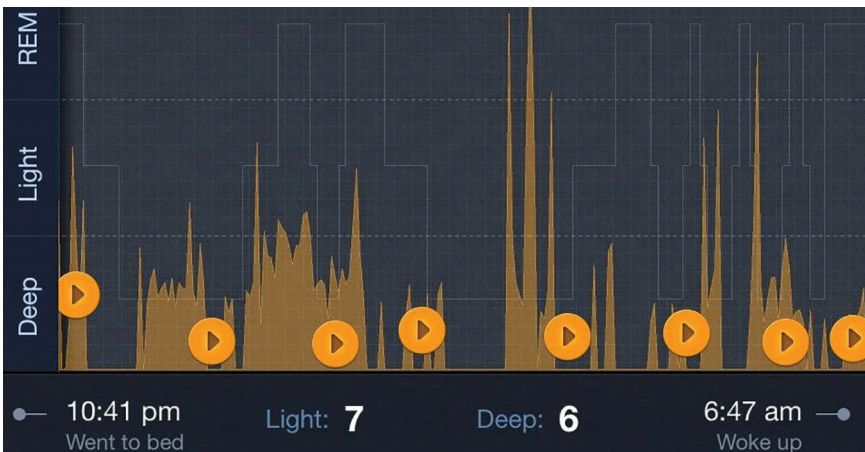 REM
Light
Deep
10:41 pm
Went to bed
Light: 7
Deep: 6
6:47 am
Woke up